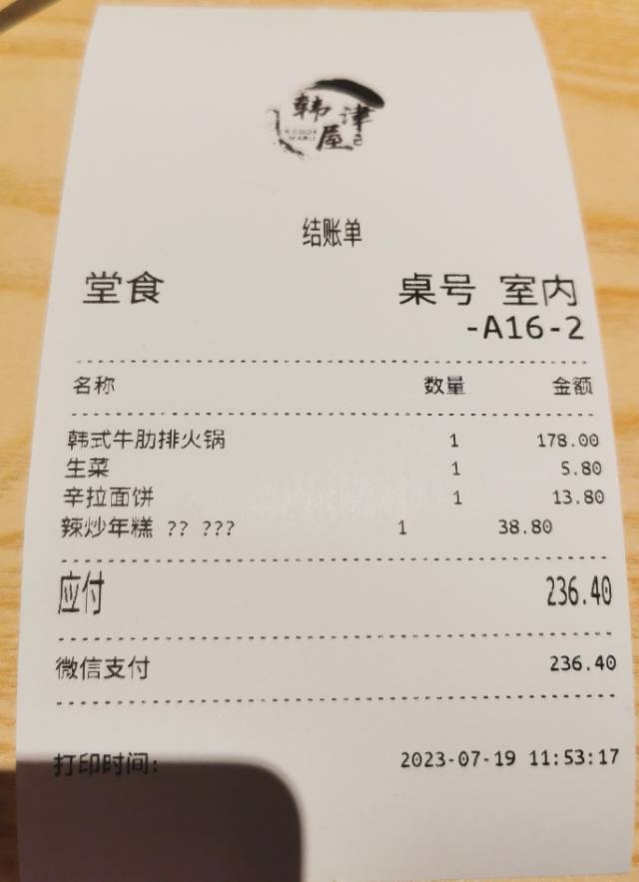 韩津屋
结账单
堂食 桌号 室内
-A16-2
名称 数量 金额
韩式牛肋排火锅 1 178.00
生菜 1 5.80
辛拉面饼 1 13.80
辣炒年糕 ?? ??? 1 38.80
应付 236.40
微信支付 236.40
打印时间: 2023-07-19 11:53:17